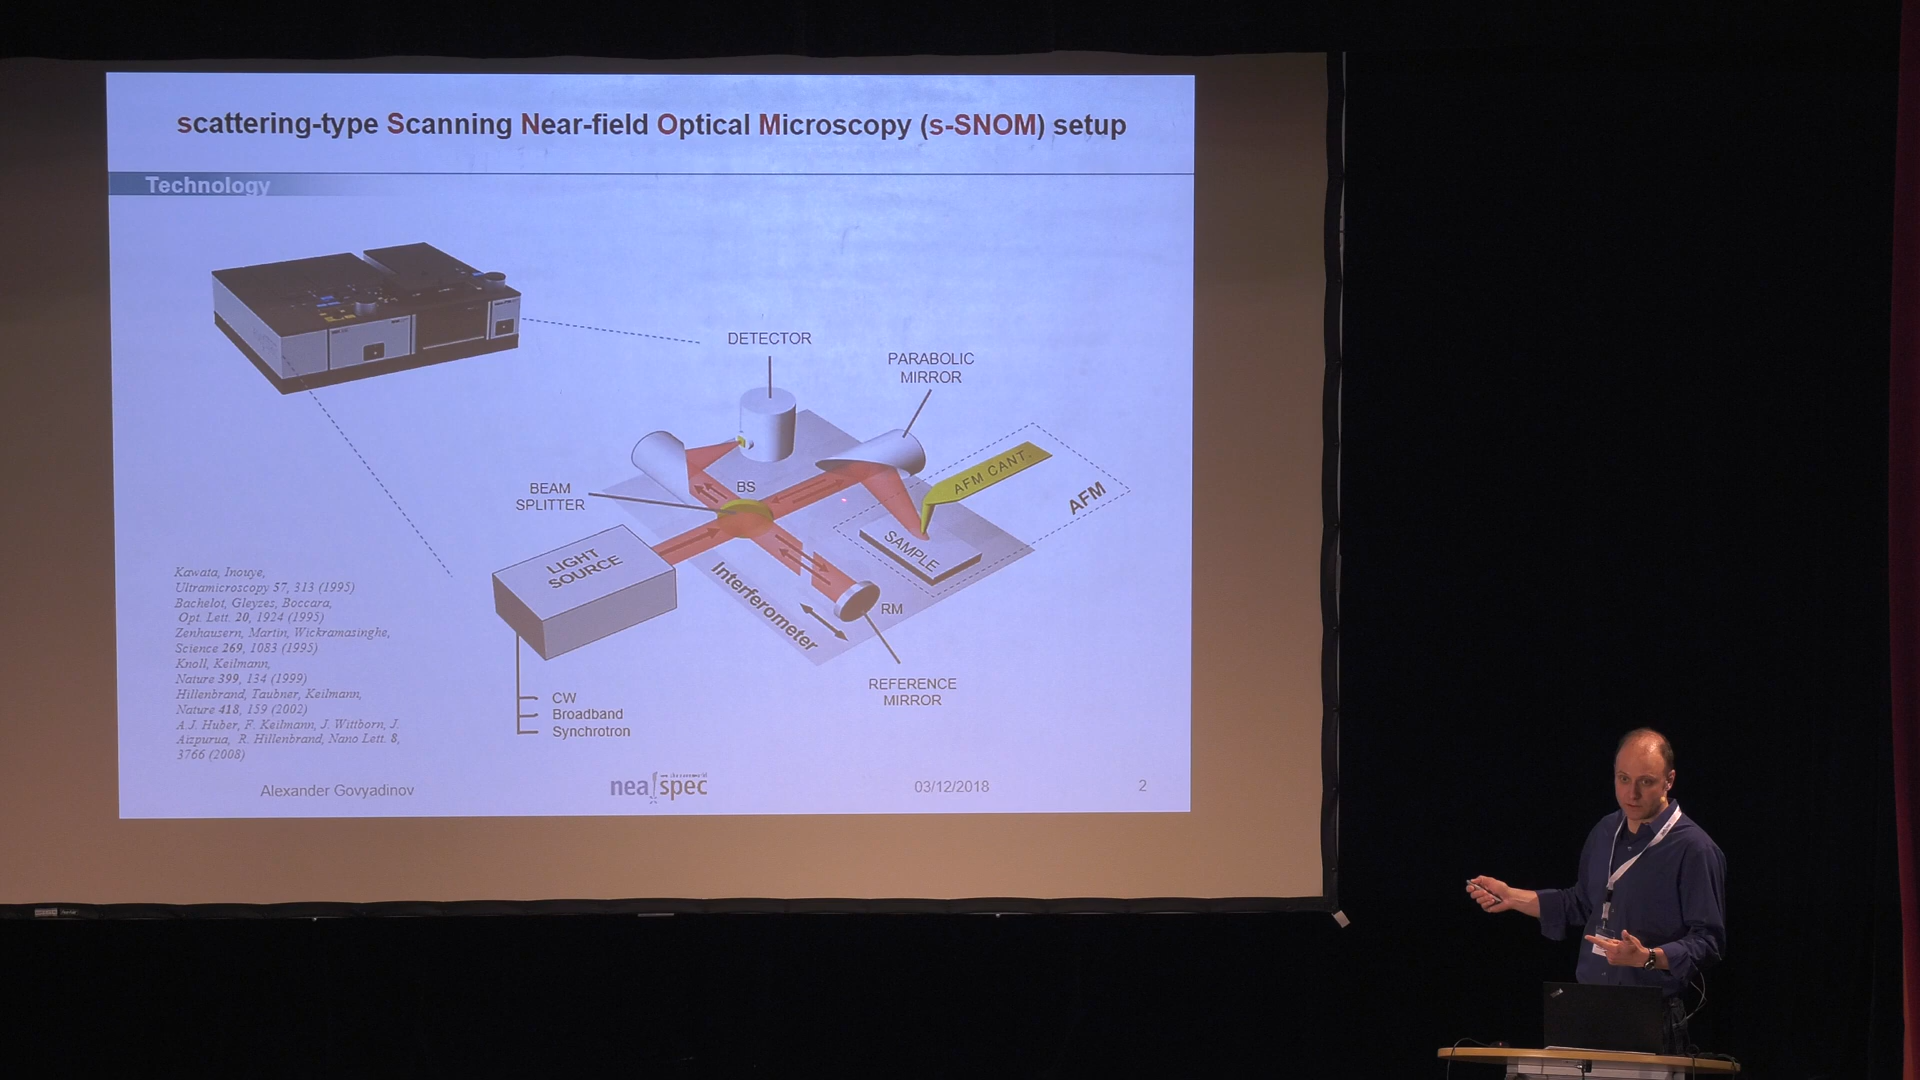 scattering-type Scanning Near-field Optical Microscopy (s-SNOM) setup
Technology
DETECTOR
PARABOLIC
MIRROR
BEAM
SPLITTER
BS
AFM CANT.
AFM
SAMPLE
LIGHT
SOURCE
Interferometer
RM
REFERENCE
MIRROR
CW
Broadband
Synchrotron
Kawata, Inouye,
Ultramicroscopy 57, 313 (1995)
Bachelot, Gleyzes, Boccara,
Opt. Lett. 20, 1924 (1995)
Zenhausern, Martin, Wickramasinghe,
Science 269, 1083 (1995)
Knoll, Keilmann,
Nature 399, 134 (1999)
Hillenbrand, Taubner, Keilmann,
Nature 418, 159 (2002)
A.J. Huber, F. Keilmann, J. Wittborn, J.
Aizpurua, R. Hillenbrand, Nano Lett. 8,
3766 (2008)
Alexander Govyadinov
neaspec
03/12/2018
2